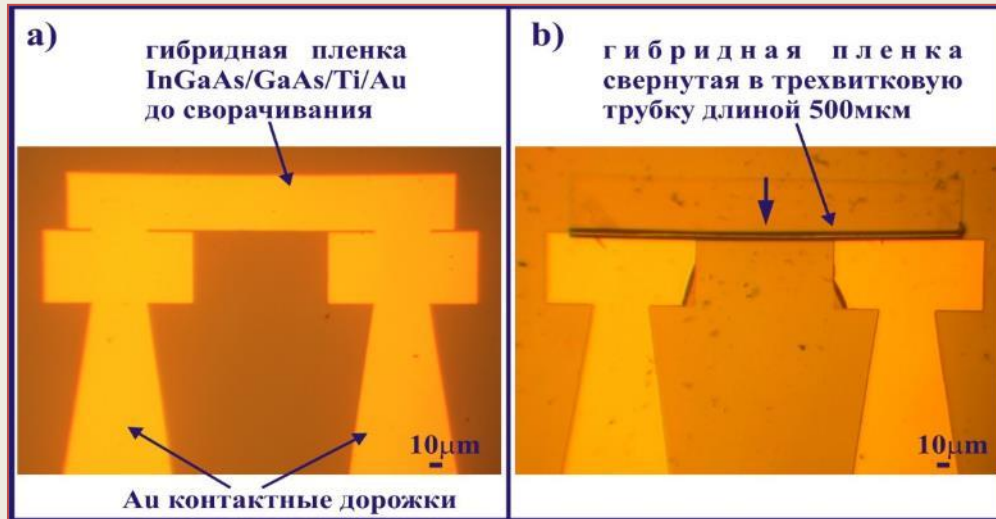 a)
гибридная пленка
InGaAs/GaAs/Ti/Au
до сворачивания
10μm
Au контактные дорожки
b)
гибридная пленка
свернутая в трехвитковую
трубку длиной 500мкм
10μm